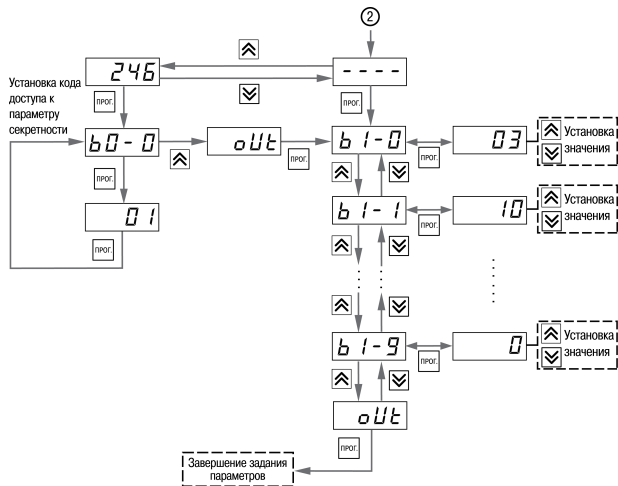 2
246
- - - -
Установка кода
доступа к
параметру
секретности
ПРОГ.
ПРОГ.
b0-0
oUt
b1-0
03
Установка
значения
ПРОГ.
ПРОГ.
ПРОГ.
01
b1-1
10
Установка
значения
ПРОГ.
ПРОГ.
b1-9
0
Установка
значения
ПРОГ.
oUt
ПРОГ.
Завершение задания
параметров